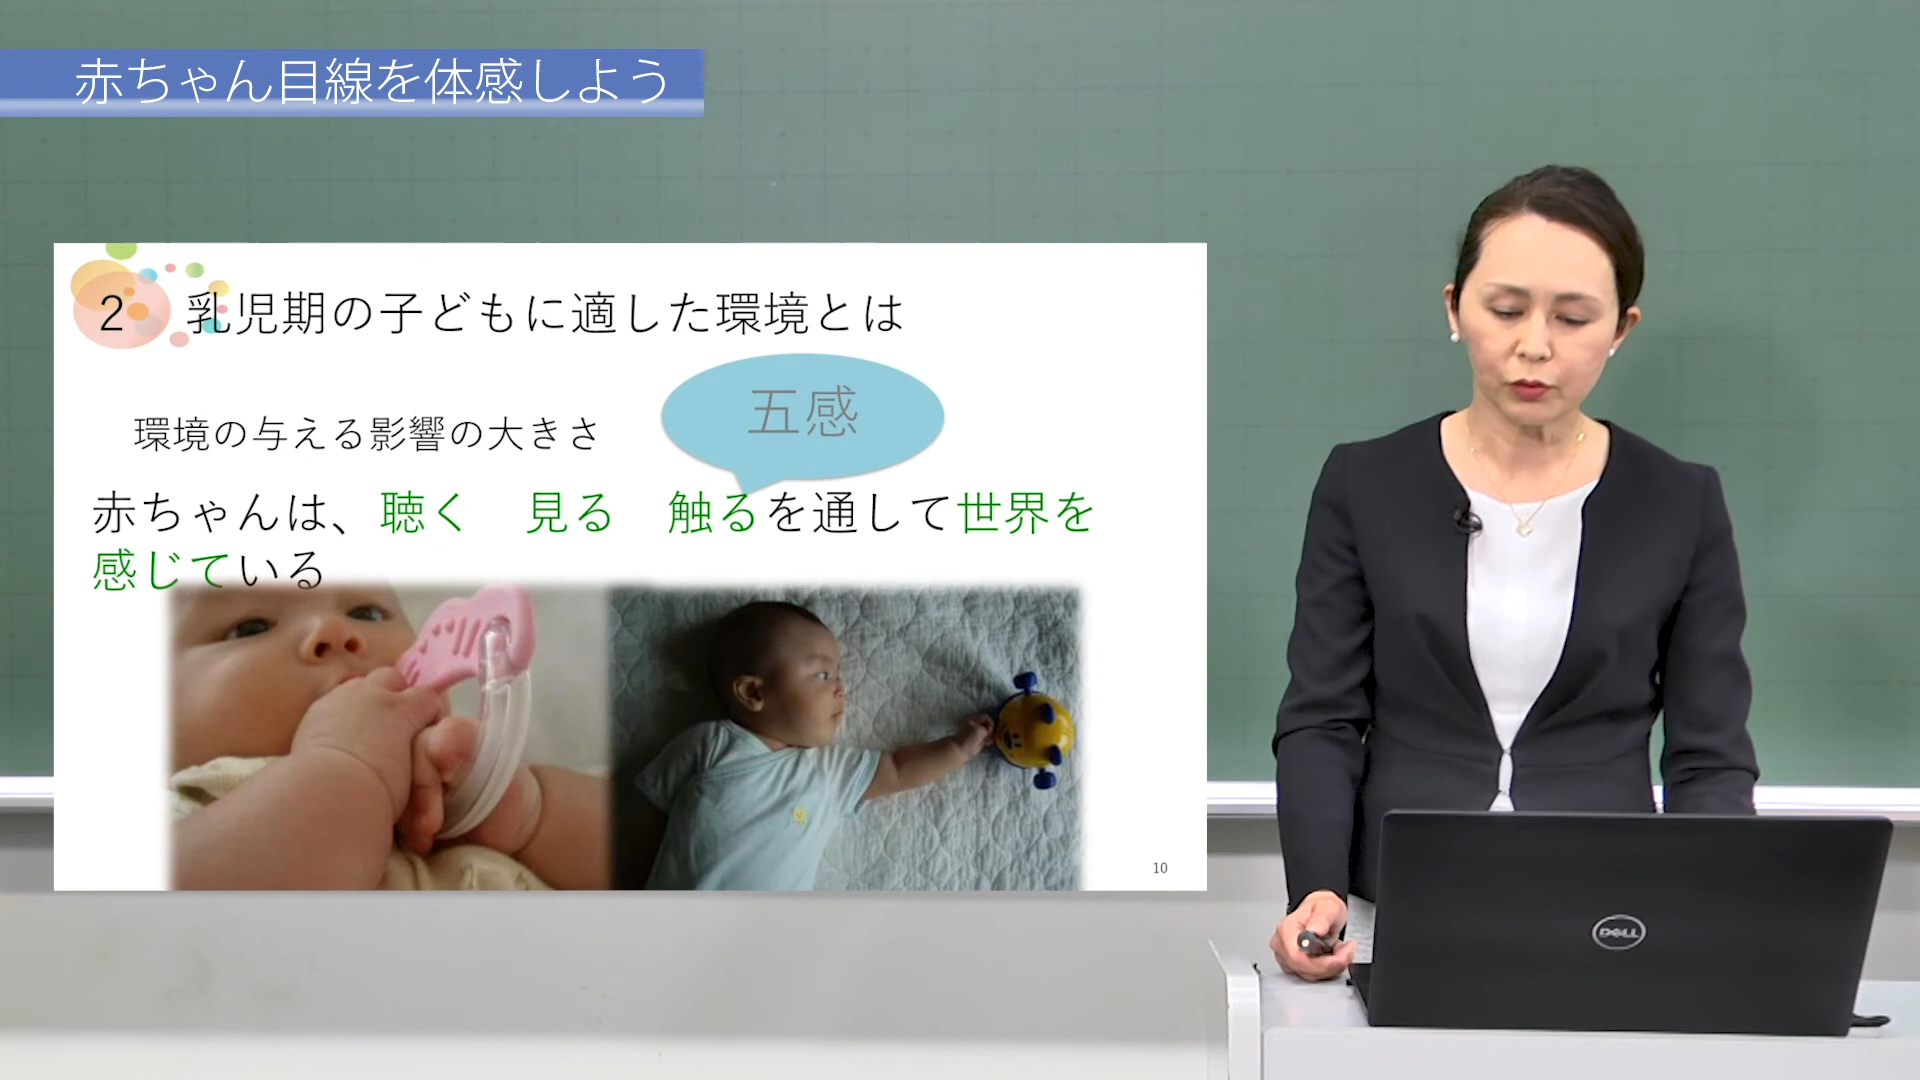 赤ちゃん目線を体感しよう
2　乳児期の子どもに適した環境とは
五感
環境の与える影響の大きさ
赤ちゃんは、聴く　見る　触るを通して世界を
感じている
10
DELL